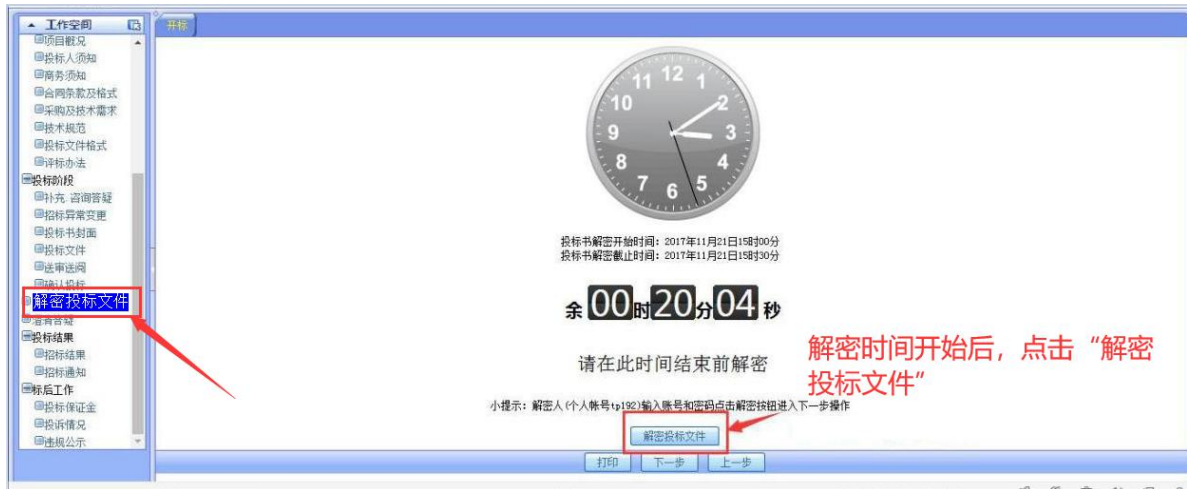 工作空间
开标
项目概况
投标人须知
商务须知
合同条款及格式
采购及技术需求
技术规范
投标文件格式
评标办法
投标阶段
补充.咨询答疑
招标异常变更
投标书封面
投标文件
送审送阅
确认投标
解密投标文件
澄清答疑
投标结果
招标结果
招标通知
标后工作
投标保证金
投诉情况
违规公示
11 12 1
10 2
9 3
8 4
7 6 5
投标书解密开始时间：2017年11月21日15时00分
投标书解密截止时间：2017年11月21日15时30分
余 00时20分04 秒
请在此时间结束前解密
解密时间开始后，点击“解密
投标文件”
小提示：解密人(个人帐号tp192)输入账号和密码点击解密按钮进入下一步操作
解密投标文件
打印 下一步 上一步